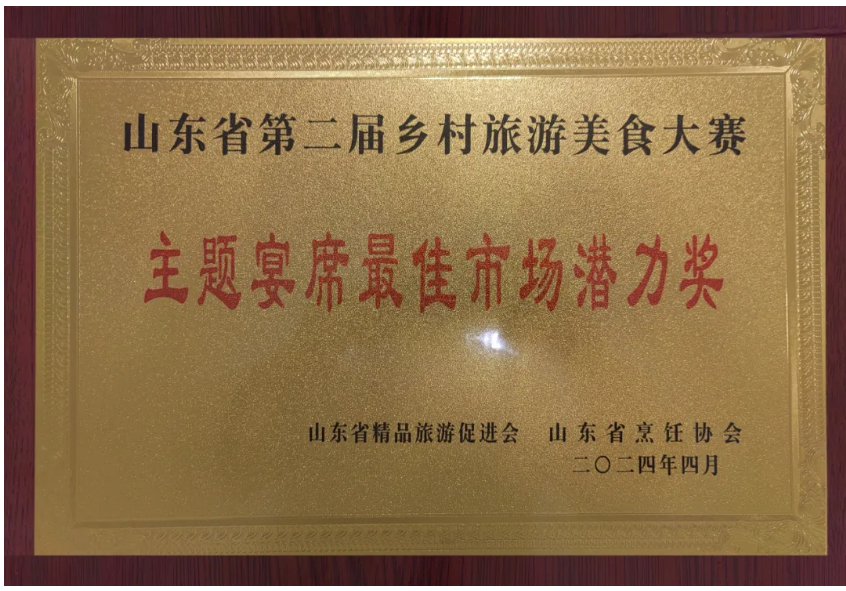 山东省第二届乡村旅游美食大赛
主题宴席最佳市场潜力奖
山东省精品旅游促进会 山东省烹饪协会
二〇二四年四月